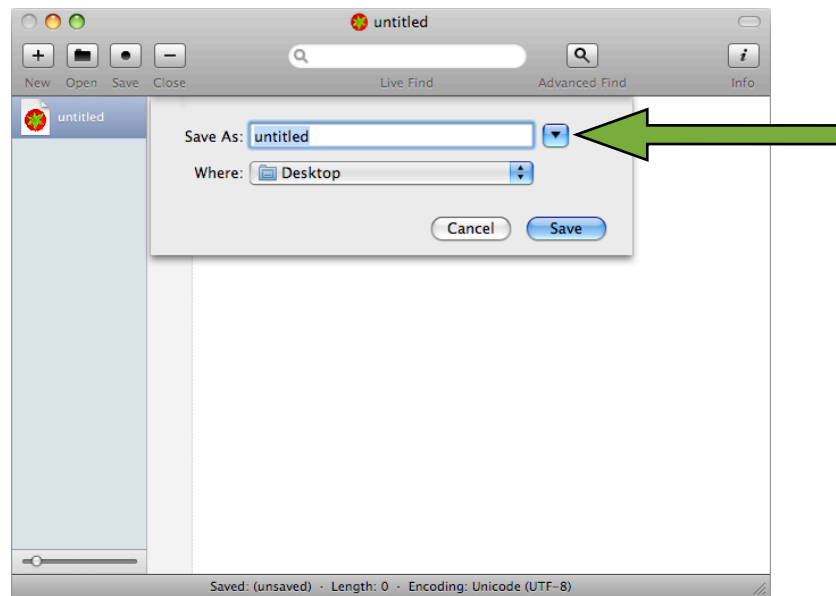 untitled
New Open Save Close Live Find Advanced Find Info
untitled
Save As: untitled
Where: Desktop
Cancel Save
Saved: (unsaved) · Length: 0 · Encoding: Unicode (UTF-8)